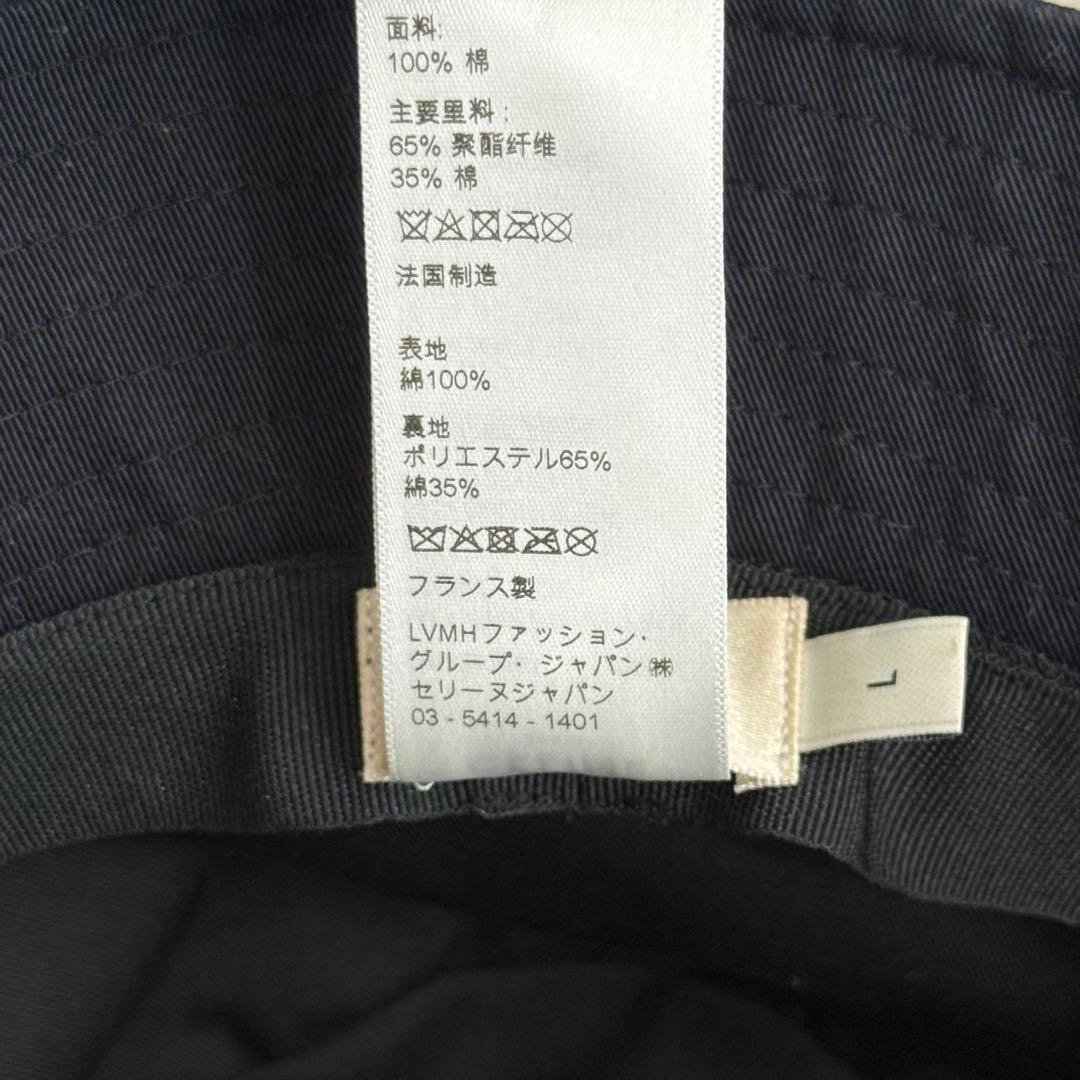 面料:
100% 棉
主要里料:
65% 聚酯纤维
35% 棉
法国制造
表地
綿100%
裏地
ポリエステル65%
綿35%
フランス製
LVMHファッション・
グループ・ジャパン㈱
セリーヌジャパン
03 - 5414 - 1401
L